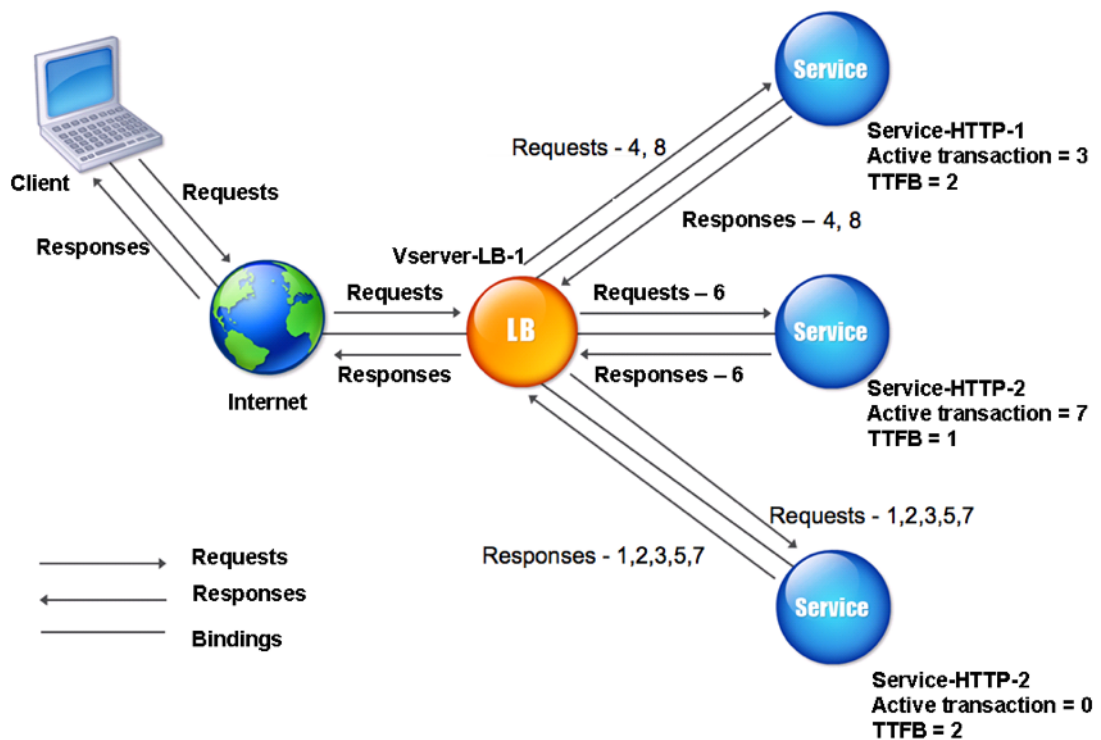 Service
Service-HTTP-1
Active transaction = 3
TTFB = 2
Requests - 4, 8
Client
Requests
Responses
Responses – 4, 8
Vserver-LB-1
Requests
Requests – 6
LB
Service
Responses
Responses – 6
Internet
Service-HTTP-2
Active transaction = 7
TTFB = 1
Requests - 1,2,3,5,7
Responses - 1,2,3,5,7
Requests
Responses
Bindings
Service
Service-HTTP-2
Active transaction = 0
TTFB = 2